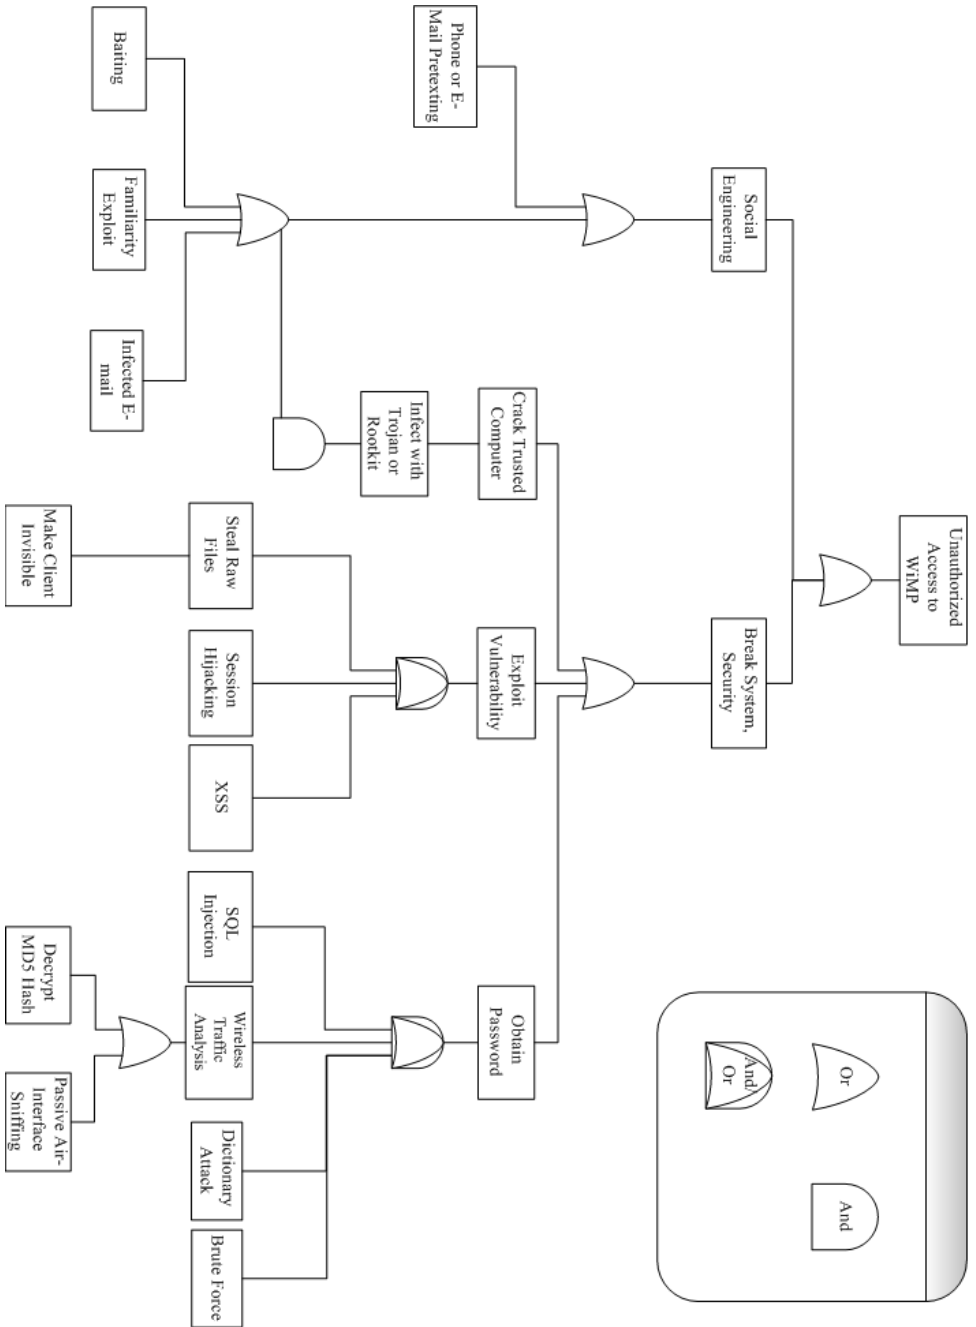 Unauthorized
Access to
WiMP
Social
Engineering
Break System,
Security
Phone or E-
Mail Pretexting
Crack Trusted
Computer
Exploit
Vulnerability
Obtain
Password
Infect with
Trojan or
Rootkit
Baiting
Familiarity
Exploit
Infected E-
mail
Steal Raw
Files
Session
Hijacking
XSS
SQL
Injection
Wireless
Traffic
Analysis
Dictionary
Attack
Brute Force
Make Client
Invisible
Decrypt
MD5 Hash
Passive Air-
Interface
Sniffing
Or
And
And/
Or